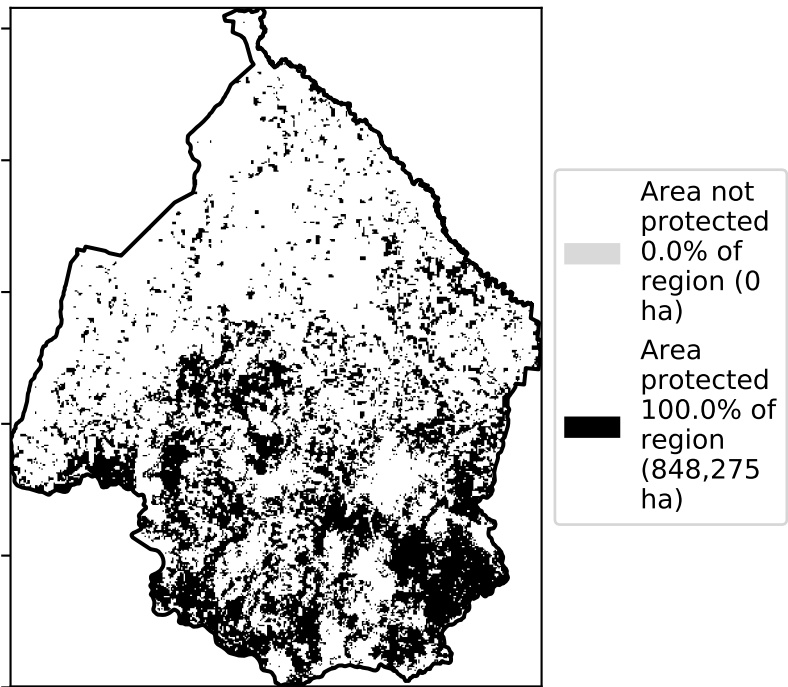 Area not
protected
0.0% of
region (0
ha)
Area
protected
100.0% of
region
(848,275
ha)